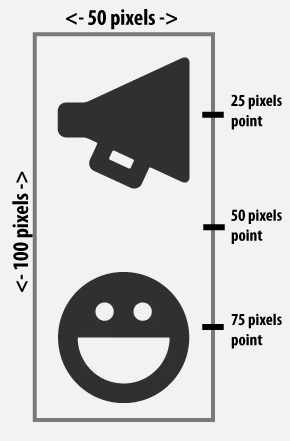 <- 50 pixels ->
25 pixels
point
<- 100 pixels ->
50 pixels
point
75 pixels
point